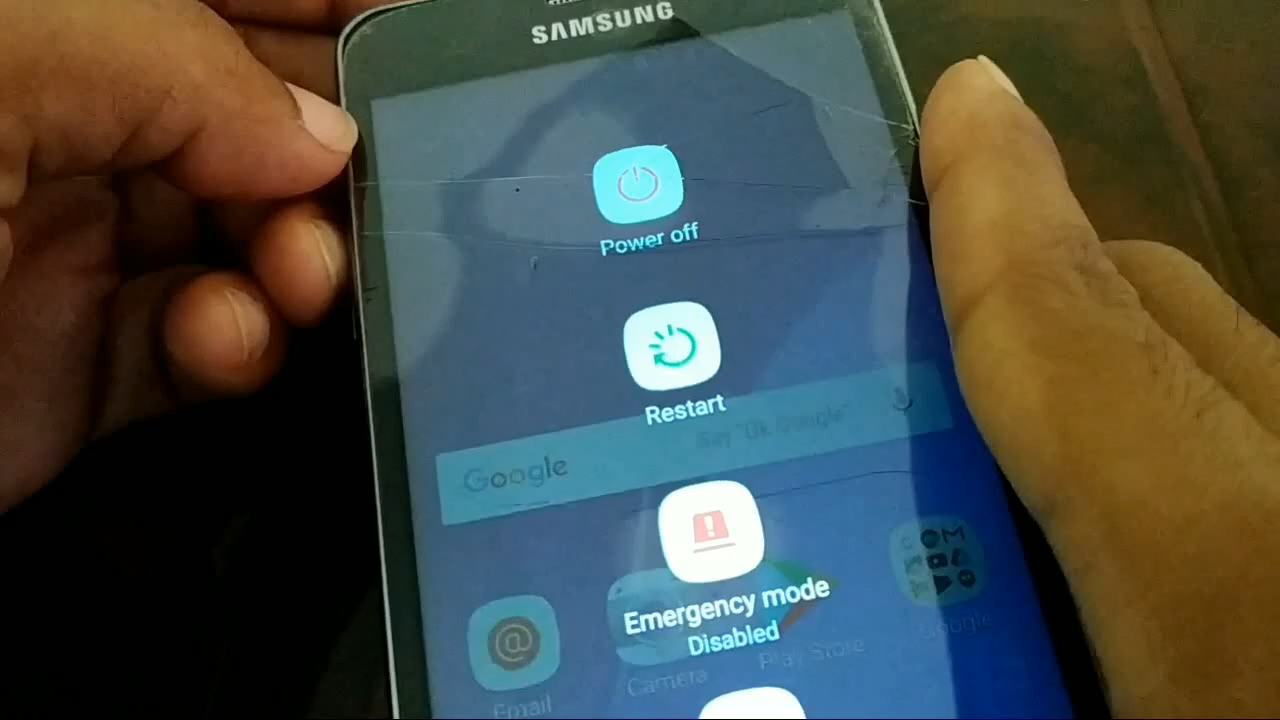 SAMSUNG
Power off
Restart
Say "Ok Google"
Google
Emergency mode
Disabled
Google
Play Store
Camera
Email